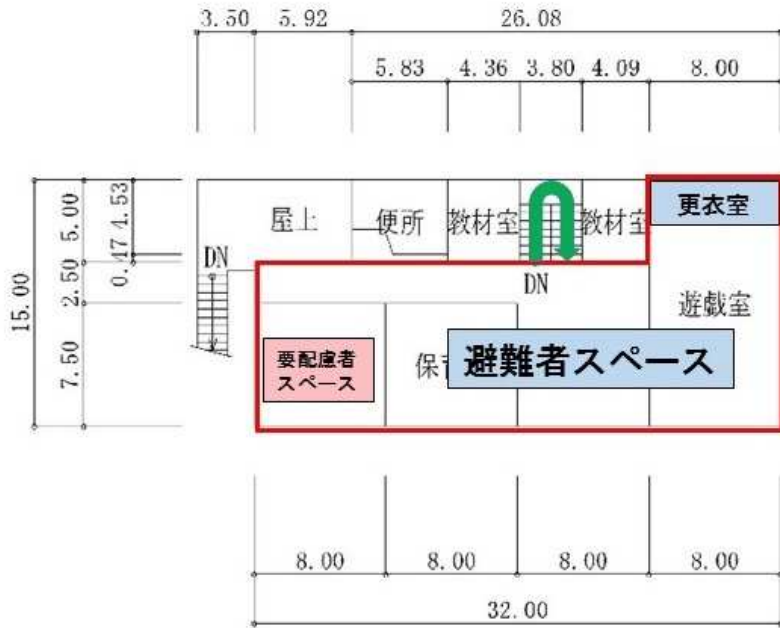 3.50 5.92 26.08
5.83 4.36 3.80 4.09 8.00
15.00
5.00
2.50
7.50
4.53
0.47
屋上
便所
教材室
教材室
更衣室
DN
DN
遊戯室
要配慮者
スペース
保
避難者スペース
8.00 8.00 8.00 8.00
32.00